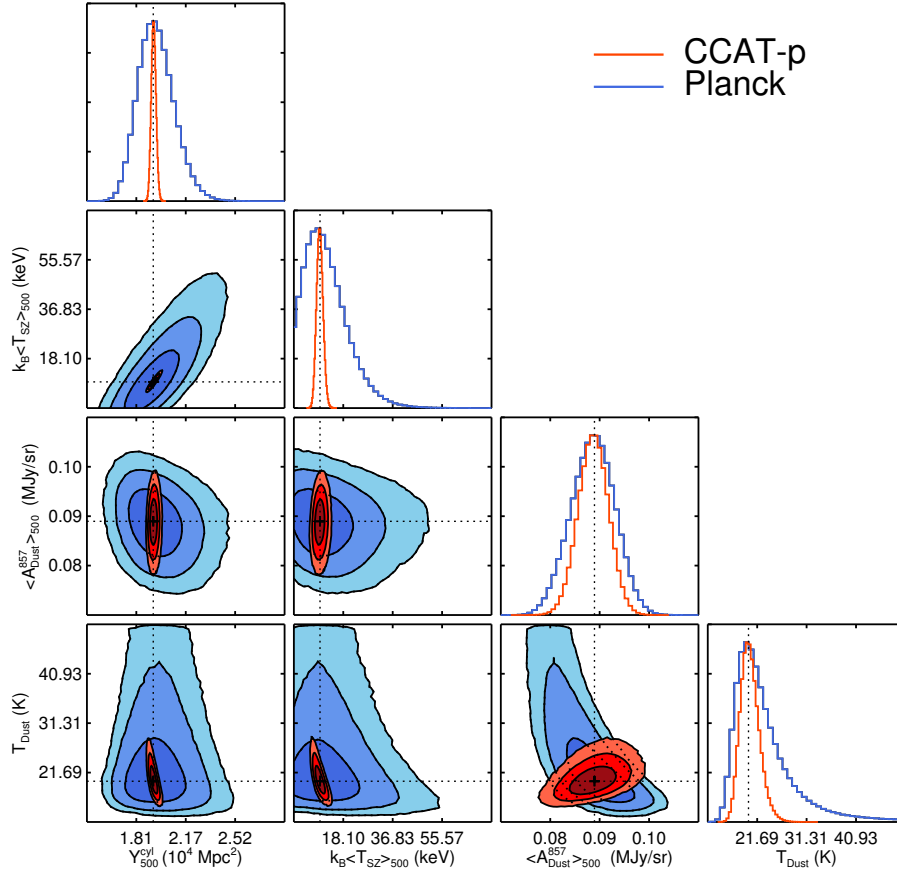 CCAT-p
Planck
k_B<T_SZ>_500 (keV)
55.57
36.83
18.10
<A^857_Dust>_500 (MJy/sr)
0.10
0.09
0.08
T_Dust (K)
40.93
31.31
21.69
1.81 2.17 2.52
18.10 36.83 55.57
0.08 0.09 0.10
21.69 31.31 40.93
Y^cyl_500 (10^4 Mpc^2)
k_B<T_SZ>_500 (keV)
<A^857_Dust>_500 (MJy/sr)
T_Dust (K)